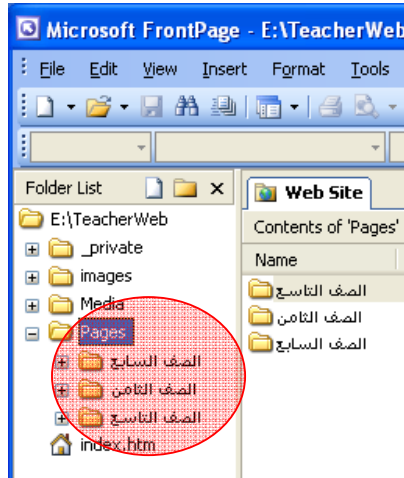 Microsoft FrontPage - E:\TeacherWeb
File Edit View Insert Format Tools
Folder List
E:\TeacherWeb
_private
images
Media
Pages
الصف السابع
الصف الثامن
الصف التاسع
index.htm
Web Site
Contents of 'Pages'
Name
الصف التاسع
الصف الثامن
الصف السابع